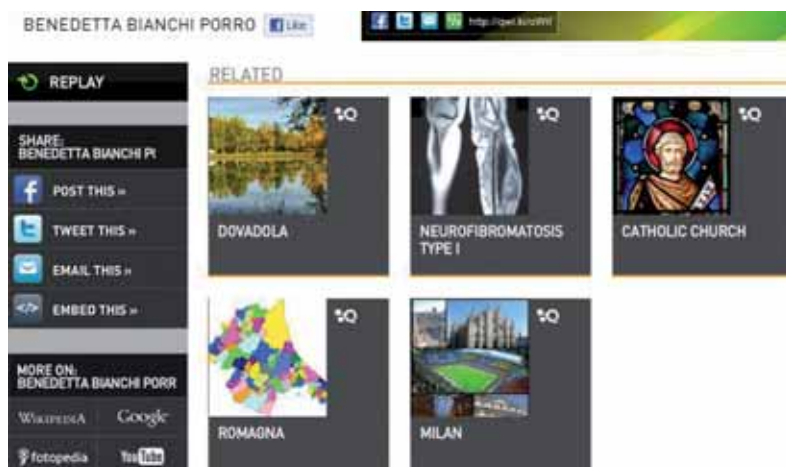 BENEDETTA BIANCHI PORRO
Like
REPLAY
RELATED
SHARE:
BENEDETTA BIANCHI P
POST THIS »
TWEET THIS »
EMAIL THIS »
EMBED THIS »
DOVADOLA
NEUROFIBROMATOSIS
TYPE I
CATHOLIC CHURCH
MORE ON:
BENEDETTA BIANCHI PORR
WIKIPEDIA Google
fotopedia YouTube
ROMAGNA
MILAN